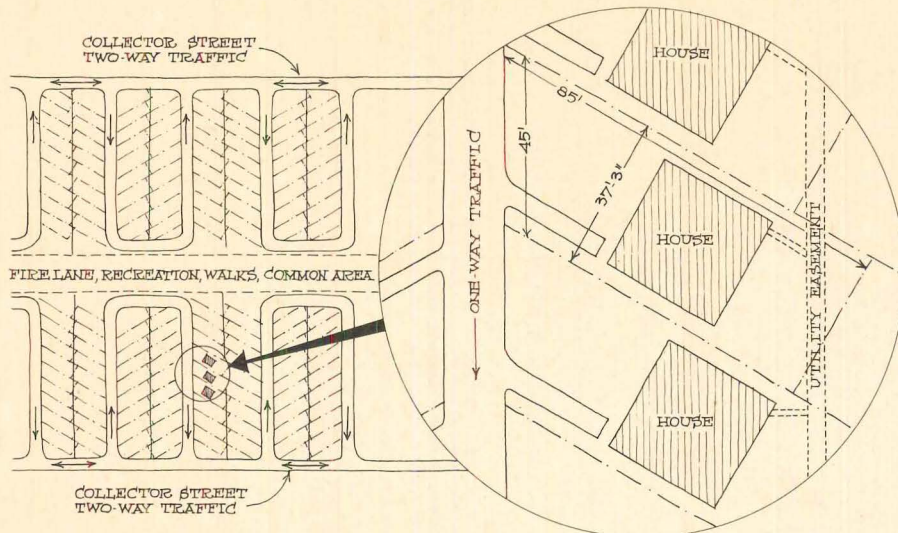 COLLECTOR STREET
TWO-WAY TRAFFIC
FIRE LANE, RECREATION, WALKS, COMMON AREA
COLLECTOR STREET
TWO-WAY TRAFFIC
HOUSE
85'
45'
37'-3"
ONE-WAY TRAFFIC
HOUSE
UTILITY EASEMENT
HOUSE